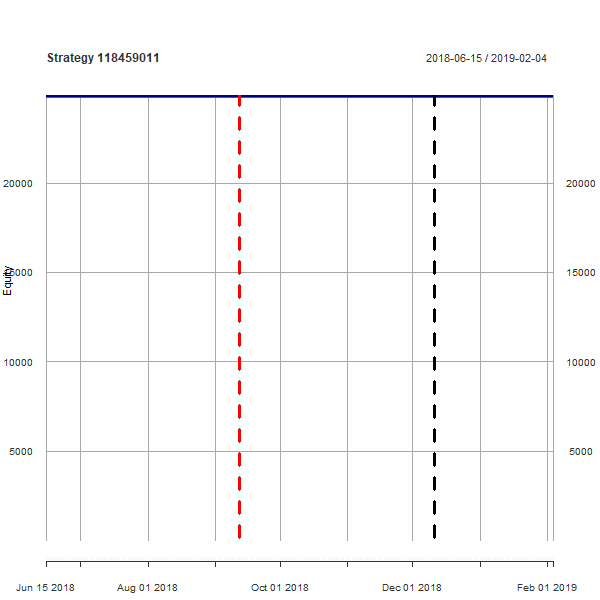 Strategy 118459011
2018-06-15 / 2019-02-04
20000 20000
15000 15000
Equity
10000 10000
5000 5000
Jun 15 2018 Aug 01 2018 Oct 01 2018 Dec 01 2018 Feb 01 2019